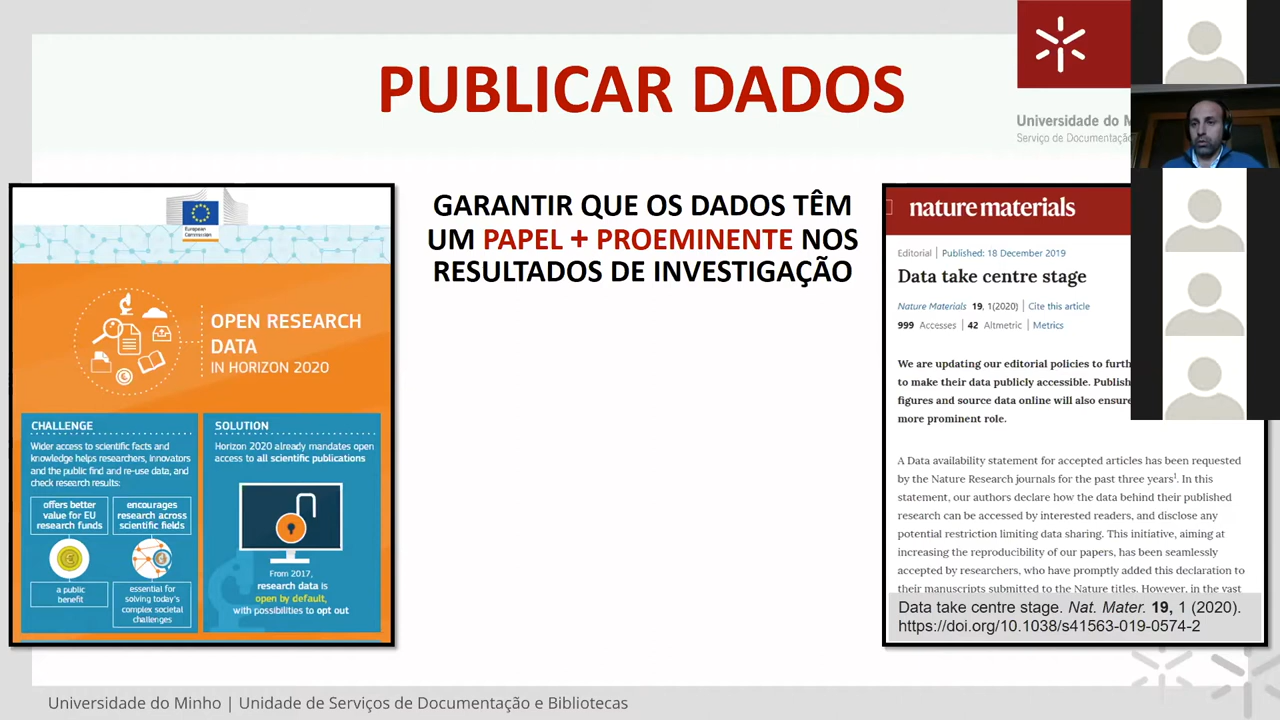 PUBLICAR DADOS
Universidade do M
Serviço de Documentação
European
Commission
OPEN RESEARCH
DATA
IN HORIZON 2020
CHALLENGE
Wider access to scientific facts and
knowledge helps researchers, innovators
and the public find and re-use data, and
check research results:
offers better
value for EU
research funds
encourages
research across
scientific fields
a public
benefit
essential for
solving today's
complex societal
challenges
SOLUTION
Horizon 2020 already mandates open
access to all scientific publications
From 2017,
research data is
open by default,
with possibilities to opt out
GARANTIR QUE OS DADOS TÊM
UM PAPEL + PROEMINENTE NOS
RESULTADOS DE INVESTIGAÇÃO
nature materials
Editorial | Published: 18 December 2019
Data take centre stage
Nature Materials 19, 1(2020) | Cite this article
999 Accesses | 42 Altmetric | Metrics
We are updating our editorial policies to furth
to make their data publicly accessible. Publish
figures and source data online will also ensure
more prominent role.
A Data availability statement for accepted articles has been requested
by the Nature Research journals for the past three years¹. In this
statement, our authors declare how the data behind their published
research can be accessed by interested readers, and disclose any
potential restriction limiting data sharing. This initiative, aiming at
increasing the reproducibility of our papers, has been seamlessly
accepted by researchers, who have promptly added this declaration to
their manuscripts submitted to the Nature titles. However, in the vast
Data take centre stage. Nat. Mater. 19, 1 (2020).
https://doi.org/10.1038/s41563-019-0574-2
Universidade do Minho | Unidade de Serviços de Documentação e Bibliotecas